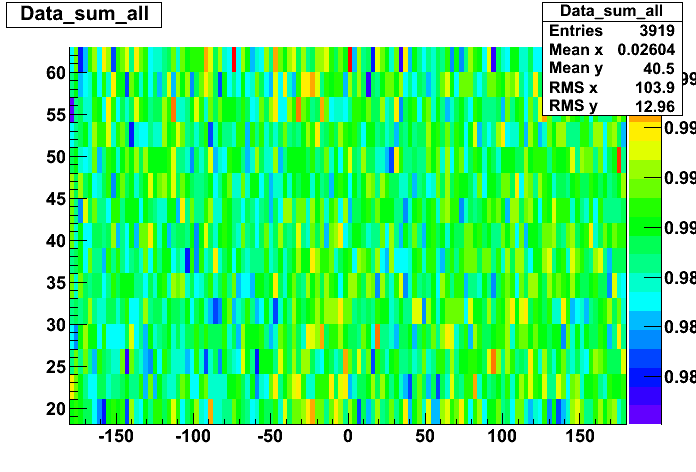 Data_sum_all
Data_sum_all
Entries 3919
Mean x 0.02604
Mean y 40.5
RMS x 103.9
RMS y 12.96
60
55
50
45
40
35
30
25
20
0.99
0.99
0.99
0.98
0.98
0.98
-150 -100 -50 0 50 100 150